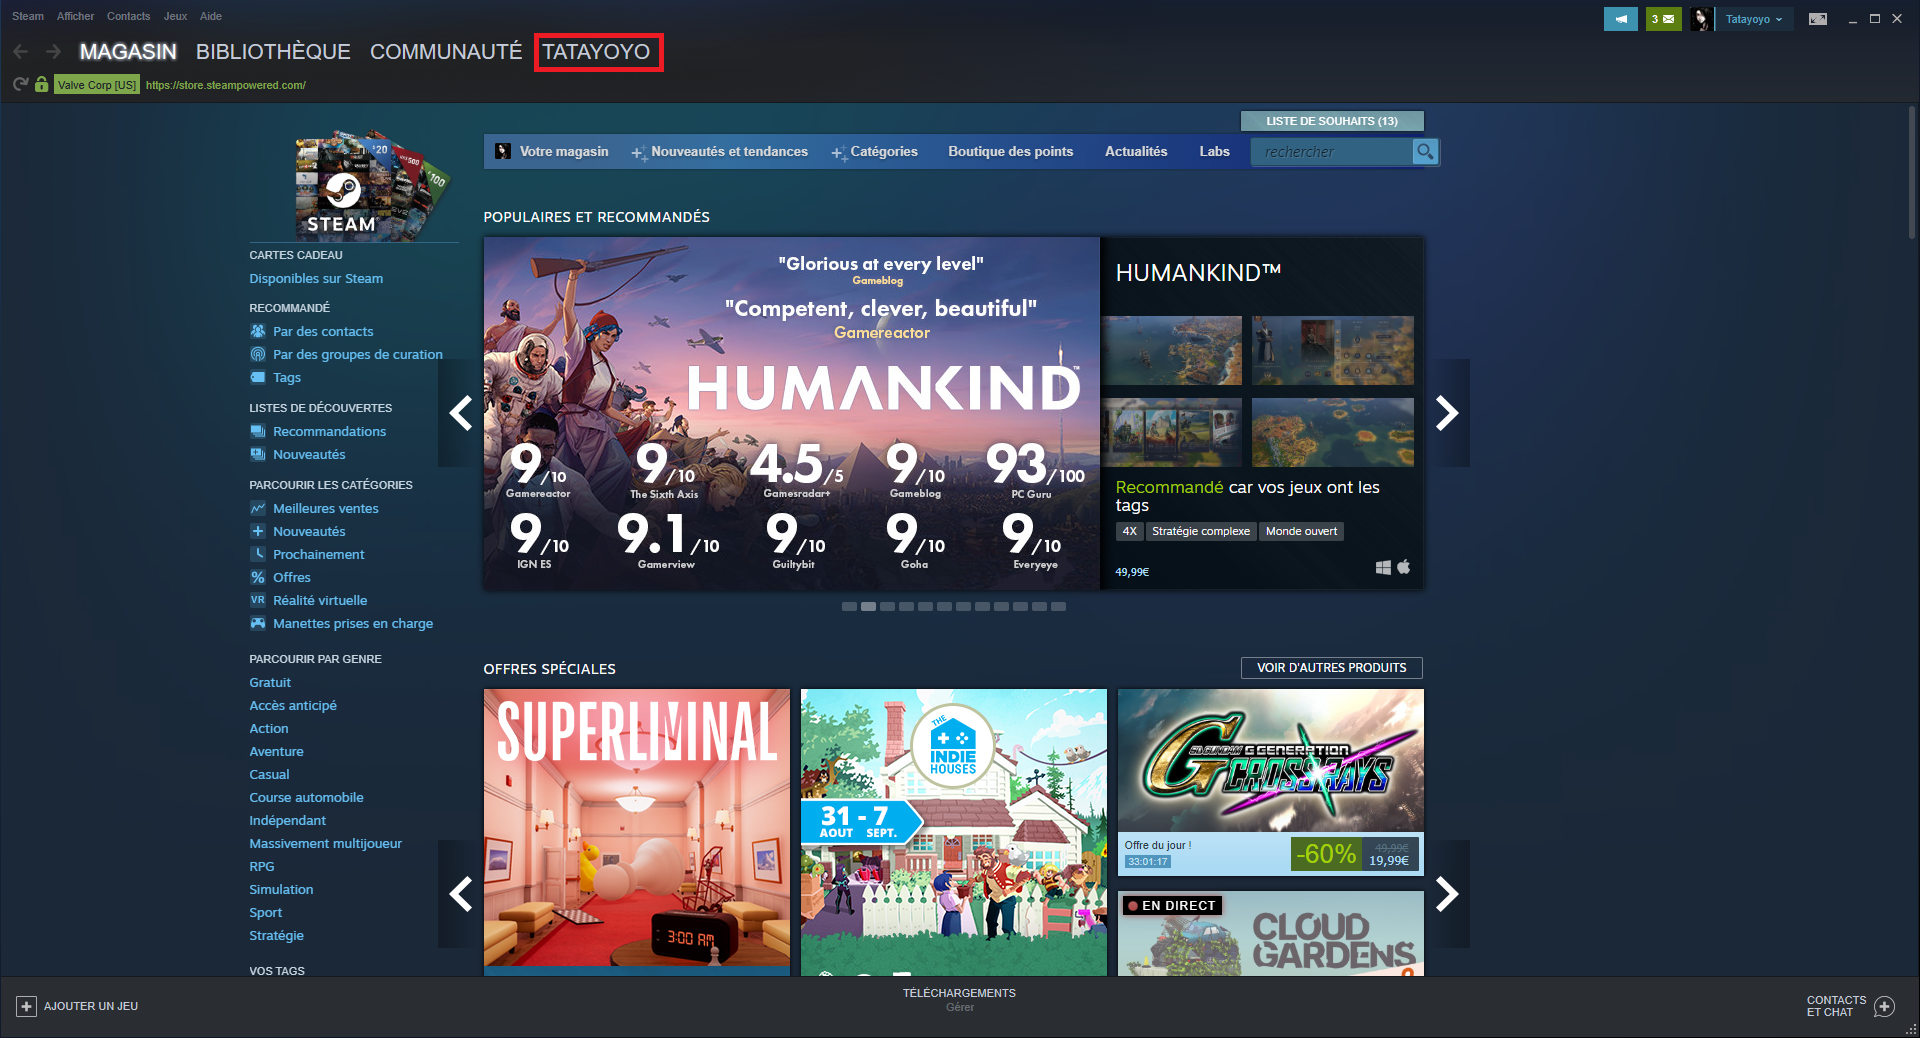 Steam Afficher Contacts Jeux Aide
3 Tatayoyo
MAGASIN BIBLIOTHÈQUE COMMUNAUTÉ TATAYOYO
Valve Corp [US] https://store.steampowered.com/
LISTE DE SOUHAITS (13)
Votre magasin Nouveautés et tendances Catégories Boutique des points Actualités Labs rechercher
STEAM
CARTES CADEAU
Disponibles sur Steam
RECOMMANDÉ
Par des contacts
Par des groupes de curation
Tags
LISTES DE DÉCOUVERTES
Recommandations
Nouveautés
PARCOURIR LES CATÉGORIES
Meilleures ventes
Nouveautés
Prochainement
Offres
VR Réalité virtuelle
Manettes prises en charge
PARCOURIR PAR GENRE
Gratuit
Accès anticipé
Action
Aventure
Casual
Course automobile
Indépendant
Massivement multijoueur
RPG
Simulation
Sport
Stratégie
VOS TAGS
POPULAIRES ET RECOMMANDÉS
"Glorious at every level"
Gameblog
"Competent, clever, beautiful"
Gamereactor
HUMANKIND™
9/10 9/10 4.5/5 9/10 93/100
Gamereactor The Sixth Axis Gamesradar+ Gameblog PC Guru
9/10 9.1/10 9/10 9/10 9/10
IGN ES Gamerview Guiltybit Goha Everyeye
HUMANKIND™
Recommandé car vos jeux ont les
tags
4X Stratégie complexe Monde ouvert
49,99€
OFFRES SPÉCIALES
VOIR D'AUTRES PRODUITS
SUPERLIMINAL
3:00 AM
THE
INDIE
HOUSES
31 - 7
AOUT SEPT.
SD GUNDAM G GENERATION
CROSS RAYS
Offre du jour !
33:01:17
-60%
49,99€
19,99€
EN DIRECT
CLOUD
GARDENS
AJOUTER UN JEU
TÉLÉCHARGEMENTS
Gérer
CONTACTS
ET CHAT